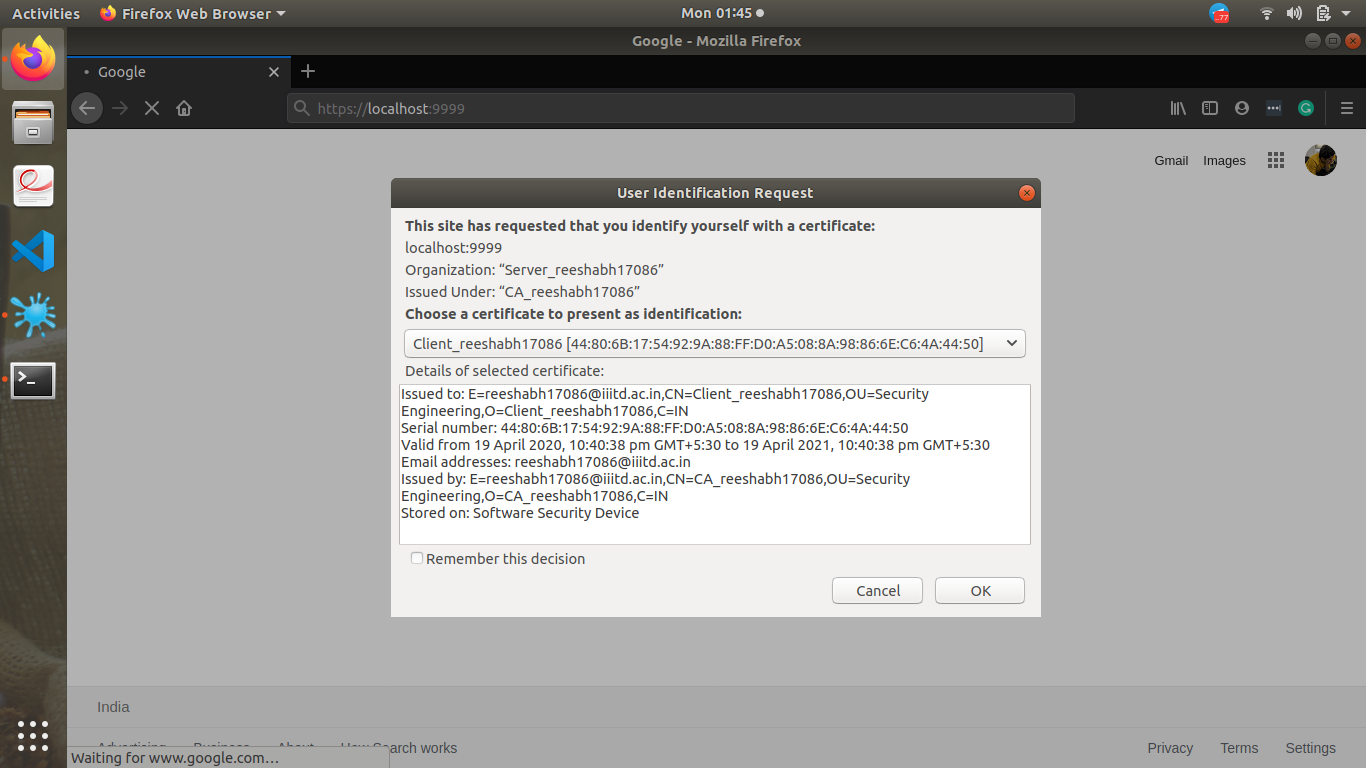 Activities Firefox Web Browser Mon 01:45 77
Google - Mozilla Firefox
Google
https://localhost:9999
Gmail Images
User Identification Request
This site has requested that you identify yourself with a certificate:
localhost:9999
Organization: “Server_reeshabh17086”
Issued Under: “CA_reeshabh17086”
Choose a certificate to present as identification:
Client_reeshabh17086 [44:80:6B:17:54:92:9A:88:FF:D0:A5:08:8A:98:86:6E:C6:4A:44:50]
Details of selected certificate:
Issued to: E=reeshabh17086@iiitd.ac.in,CN=Client_reeshabh17086,OU=Security
Engineering,O=Client_reeshabh17086,C=IN
Serial number: 44:80:6B:17:54:92:9A:88:FF:D0:A5:08:8A:98:86:6E:C6:4A:44:50
Valid from 19 April 2020, 10:40:38 pm GMT+5:30 to 19 April 2021, 10:40:38 pm GMT+5:30
Email addresses: reeshabh17086@iiitd.ac.in
Issued by: E=reeshabh17086@iiitd.ac.in,CN=CA_reeshabh17086,OU=Security
Engineering,O=CA_reeshabh17086,C=IN
Stored on: Software Security Device
Remember this decision
Cancel OK
India
Advertising Business About How Search works Privacy Terms Settings
Waiting for www.google.com…